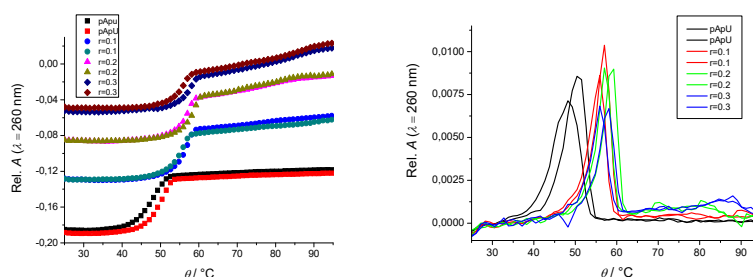 pApu
pApU
r=0.1
r=0.1
r=0.2
r=0.2
r=0.3
r=0.3
0,00
-0,04
-0,08
-0,12
-0,16
-0,20
30 40 50 60 70 80 90
θ / °C
Rel. A (λ = 260 nm)
pApU
pApU
r=0.1
r=0.1
r=0.2
r=0.2
r=0.3
r=0.3
0,0100
0,0075
0,0050
0,0025
0,0000
30 40 50 60 70 80 90
θ / °C
Rel. A (λ = 260 nm)